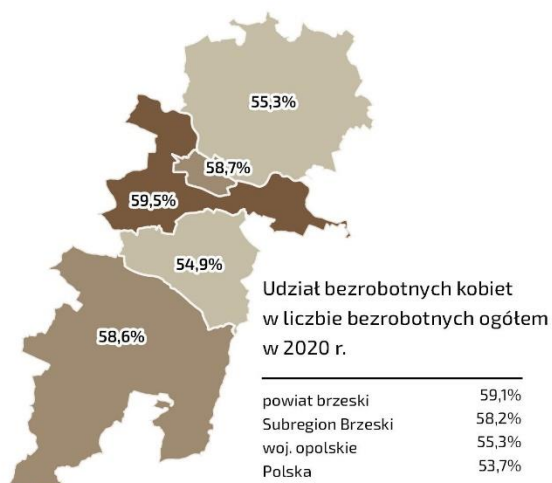 55,3%
58,7%
59,5%
54,9%
58,6%
Udział bezrobotnych kobiet
w liczbie bezrobotnych ogółem
w 2020 r.
powiat brzeski 59,1%
Subregion Brzeski 58,2%
woj. opolskie 55,3%
Polska 53,7%